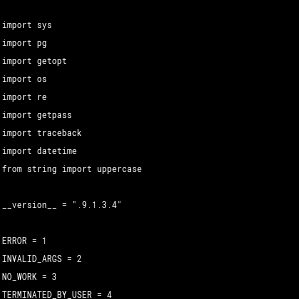 import sys
import pg
import getopt
import os
import re
import getpass
import traceback
import datetime
from string import uppercase
__version__ = ".9.1.3.4"
ERROR = 1
INVALID_ARGS = 2
NO_WORK = 3
TERMINATED_BY_USER = 4